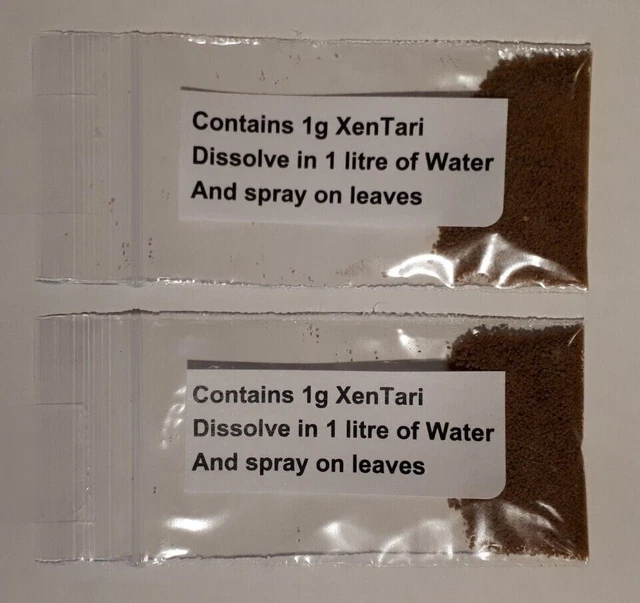 Contains 1g XenTari
Dissolve in 1 litre of Water
And spray on leaves
Contains 1g XenTari
Dissolve in 1 litre of Water
And spray on leaves